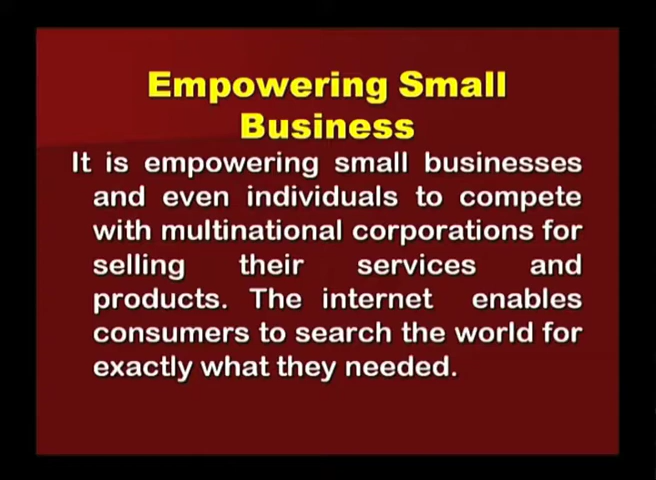 Empowering Small
Business
It is empowering small businesses
and even individuals to compete
with multinational corporations for
selling their services and
products. The internet enables
consumers to search the world for
exactly what they needed.